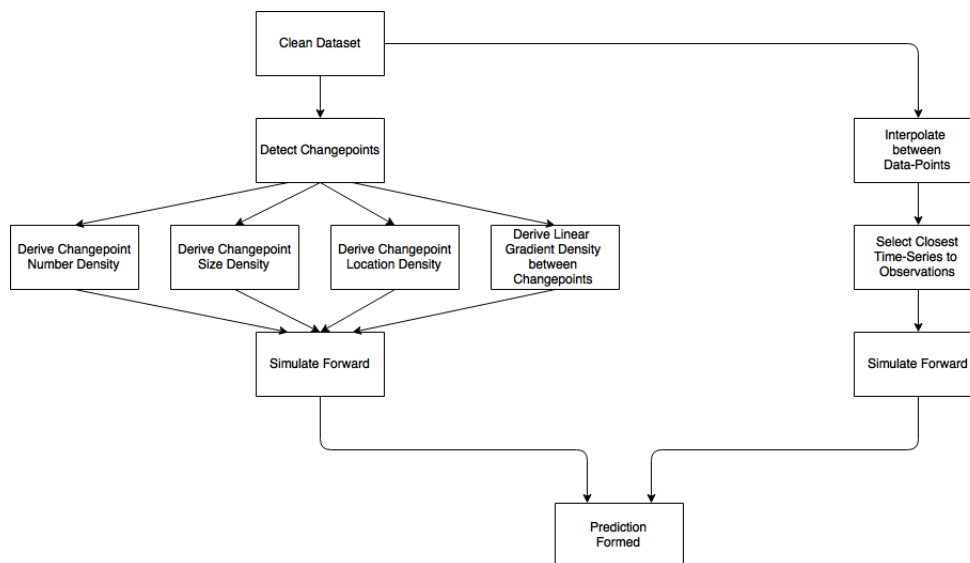 Clean Dataset
Detect Changepoints
Interpolate
between
Data-Points
Derive Changepoint
Number Density
Derive Changepoint
Size Density
Derive Changepoint
Location Density
Derive Linear
Gradient Density
between
Changepoints
Select Closest
Time-Series to
Observations
Simulate Forward
Simulate Forward
Prediction
Formed